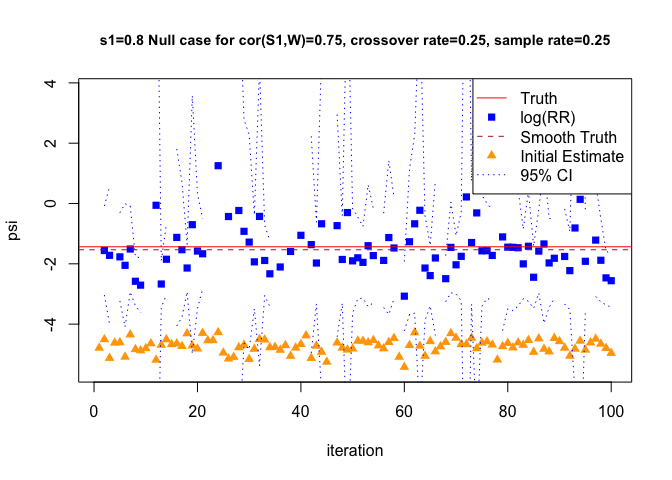 s1=0.8 Null case for cor(S1,W)=0.75, crossover rate=0.25, sample rate=0.25
4
2
0
-2
-4
psi
Truth
log(RR)
Smooth Truth
Initial Estimate
95% CI
0 20 40 60 80 100
iteration